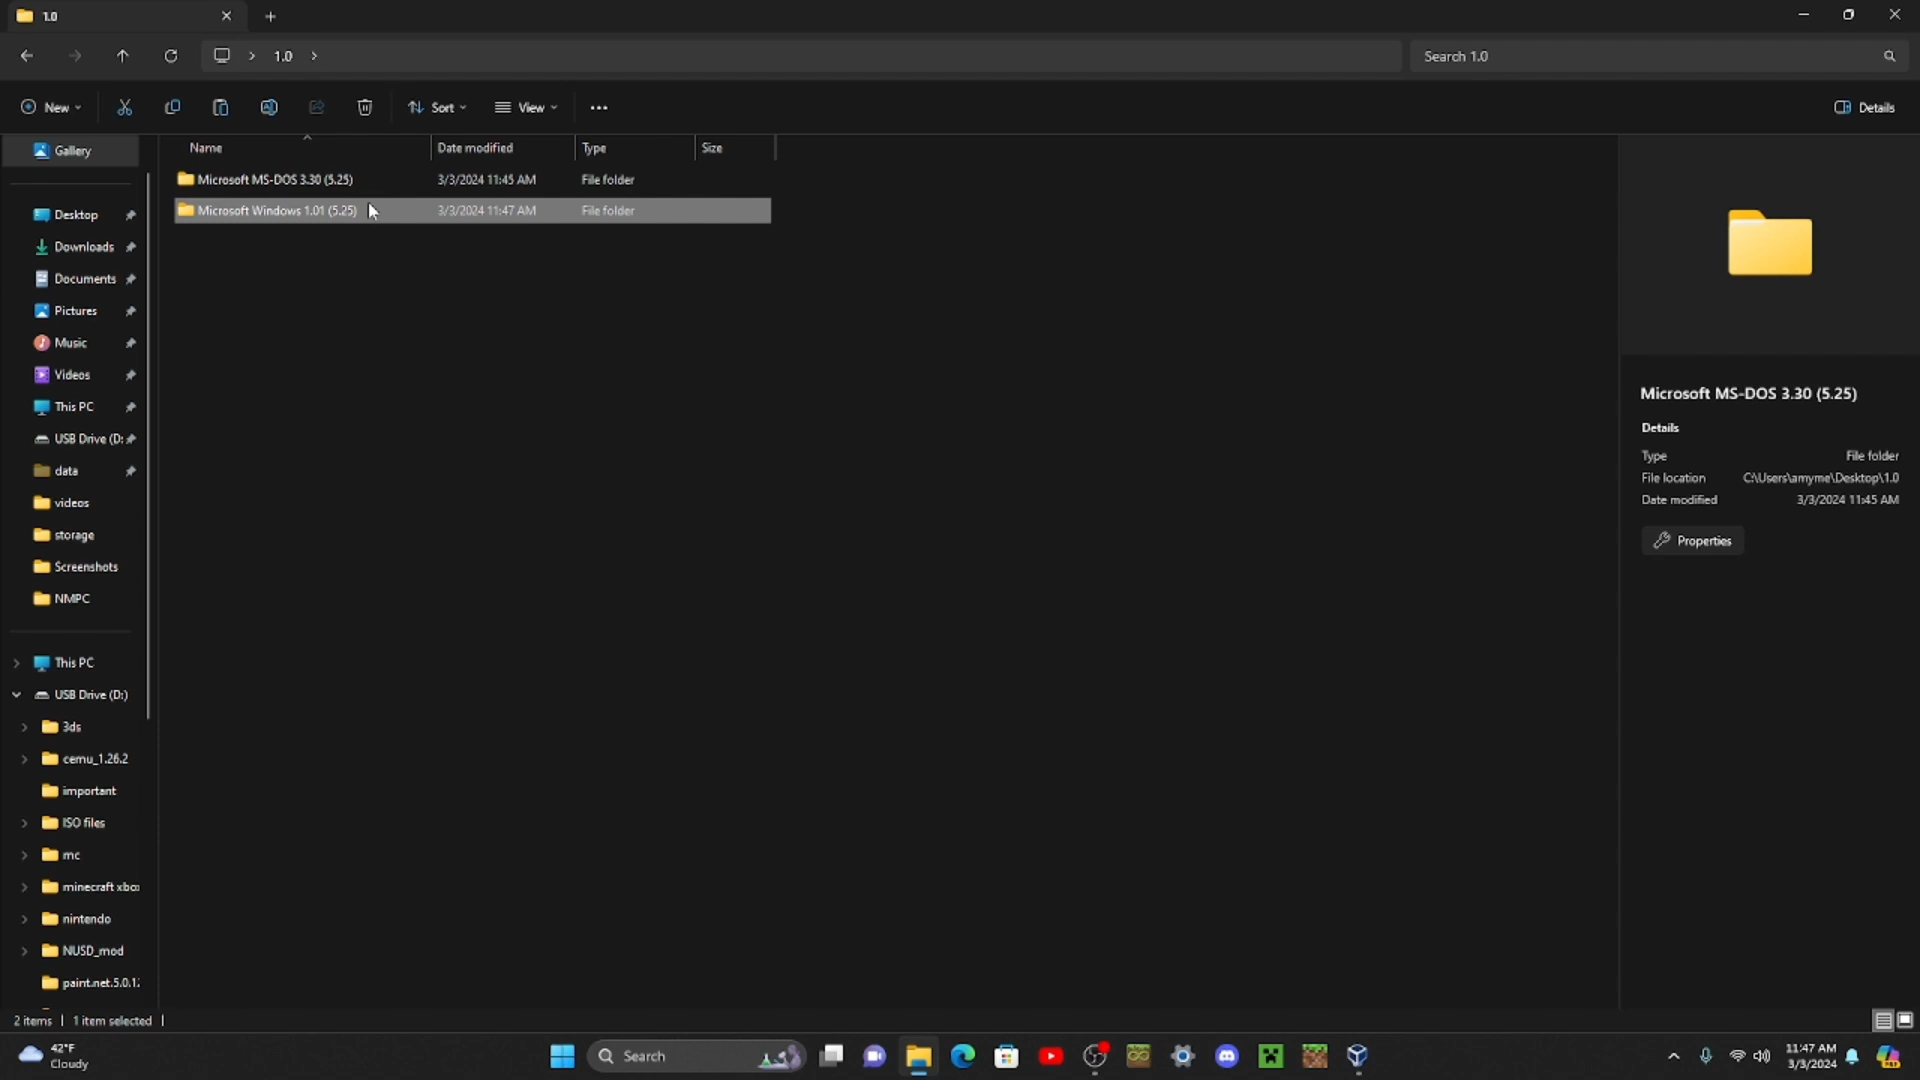 1.0
1.0
Search 1.0
New
Sort
View
Details
Gallery
Name
Date modified
Type
Size
Microsoft MS-DOS 3.30 (5.25)
3/3/2024 11:45 AM
File folder
Microsoft Windows 1.01 (5.25)
3/3/2024 11:47 AM
File folder
Desktop
Downloads
Documents
Pictures
Music
Videos
This PC
USB Drive (D:
data
videos
storage
Screenshots
NMPC
This PC
USB Drive (D:)
3ds
cemu_1.26.2
important
ISO files
mc
minecraft xbo
nintendo
NUSD_mod
paint.net.5.0.1
Microsoft MS-DOS 3.30 (5.25)
Details
Type File folder
File location C:\Users\amyme\Desktop\1.0
Date modified 3/3/2024 11:45 AM
Properties
2 items
1 item selected
42°F
Cloudy
Search
11:47 AM
3/3/2024